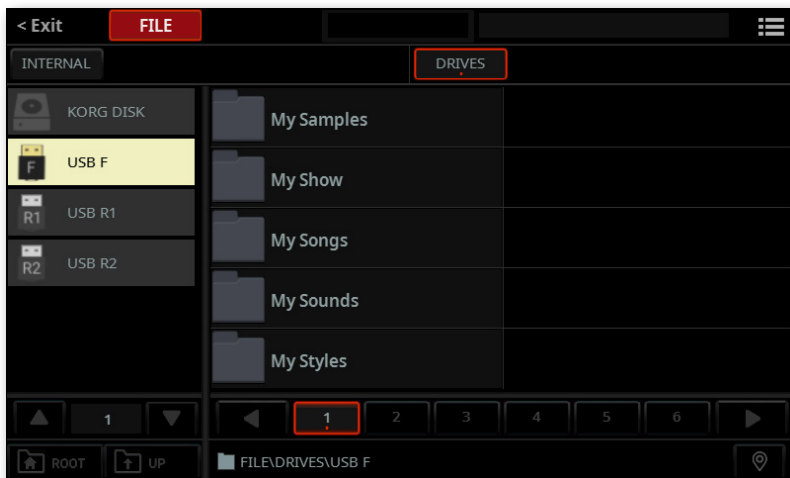 < Exit FILE
INTERNAL DRIVES
KORG DISK
F USB F
R1 USB R1
R2 USB R2
My Samples
My Show
My Songs
My Sounds
My Styles
1 1 2 3 4 5 6
ROOT UP FILE\DRIVES\USB F